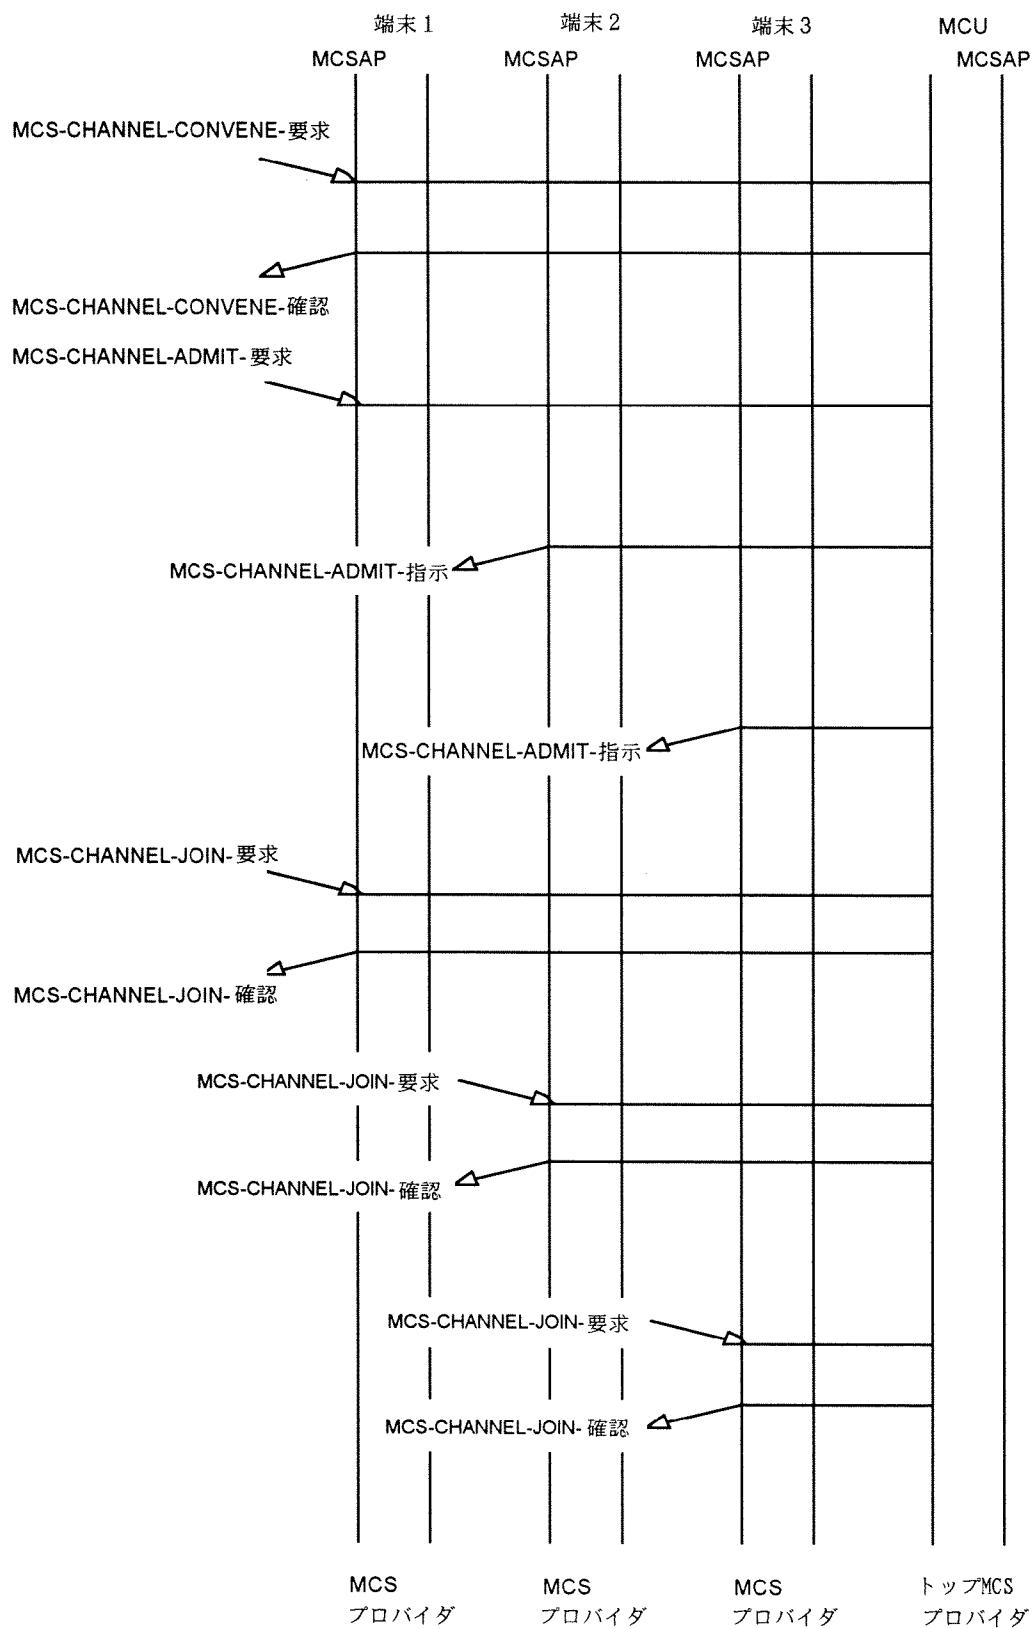 端末1 端末2 端末3 MCU
MCSAP MCSAP MCSAP MCSAP
MCS-CHANNEL-CONVENE-要求
MCS-CHANNEL-CONVENE-確認
MCS-CHANNEL-ADMIT-要求
MCS-CHANNEL-ADMIT-指示
MCS-CHANNEL-ADMIT-指示
MCS-CHANNEL-JOIN-要求
MCS-CHANNEL-JOIN-確認
MCS-CHANNEL-JOIN-要求
MCS-CHANNEL-JOIN-確認
MCS-CHANNEL-JOIN-要求
MCS-CHANNEL-JOIN-確認
MCS MCS MCS トップMCS
プロバイダ プロバイダ プロバイダ プロバイダ